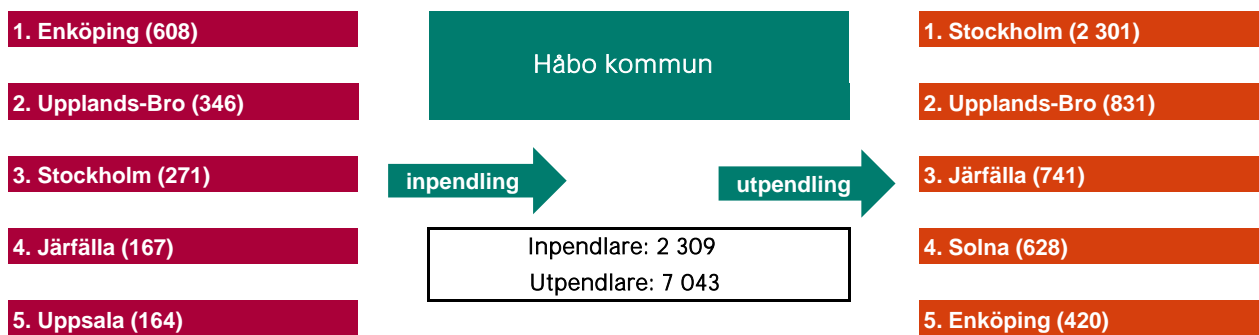 1. Enköping (608)
2. Upplands-Bro (346)
3. Stockholm (271)
4. Järfälla (167)
5. Uppsala (164)
Håbo kommun
inpendling
utpendling
Inpendlare: 2 309
Utpendlare: 7 043
1. Stockholm (2 301)
2. Upplands-Bro (831)
3. Järfälla (741)
4. Solna (628)
5. Enköping (420)